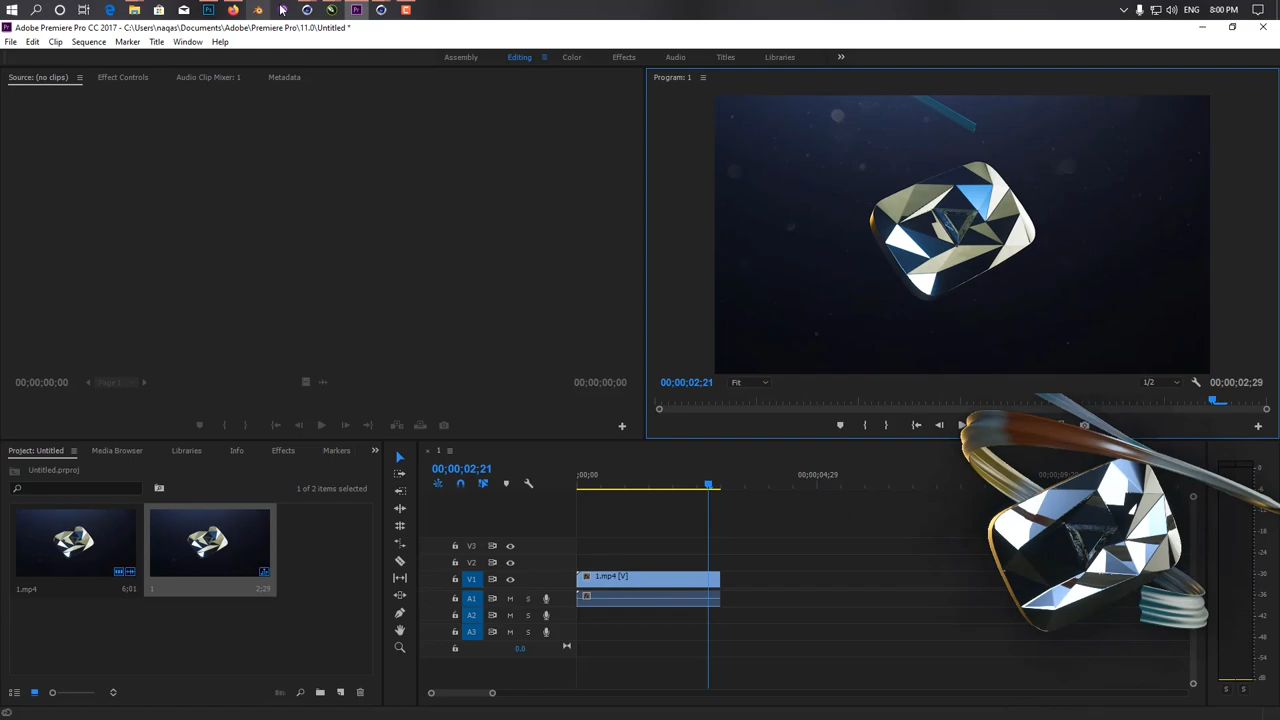 ENG 8:00 PM
Adobe Premiere Pro CC 2017 - C:\Users\naqas\Documents\Adobe\Premiere Pro\11.0\Untitled *
File Edit Clip Sequence Marker Title Window Help
Assembly Editing Color Effects Audio Titles Libraries
Source: (no clips) Effect Controls Audio Clip Mixer: 1 Metadata
Program: 1
00;00;00;00 Page 1 00;00;00;00
00;00;02;21 Fit 1/2 00;00;02;29
Project: Untitled Media Browser Libraries Info Effects Markers
Untitled.prproj
1 of 2 items selected
1.mp4 6;01
1 2;29
1
00;00;02;21
;00;00 00;00;04;29
V3
V2
V1 1.mp4 [V]
A1 M S
A2 M S
A3 M S
0.0
0
-54
dB
S S